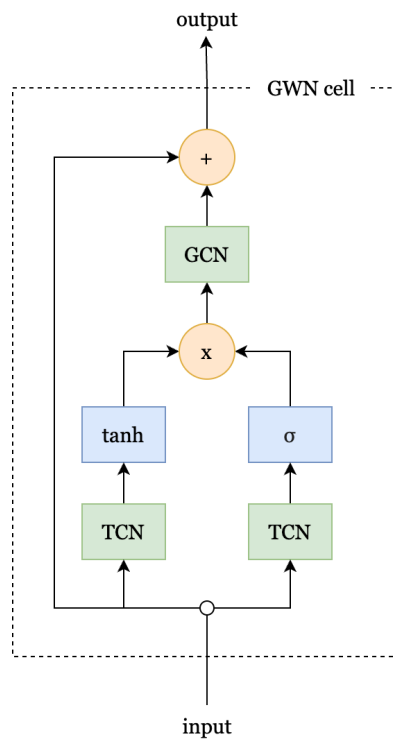 output
GWN cell
+
GCN
x
tanh
σ
TCN
TCN
input